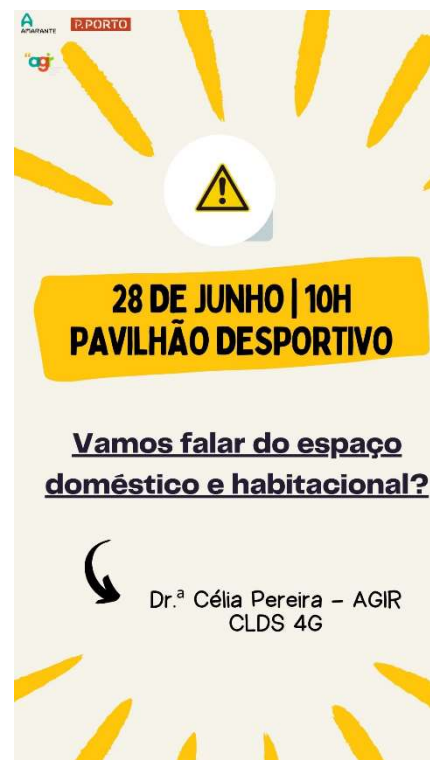 A
AMARANTE
P.PORTO
agir
28 DE JUNHO | 10H
PAVILHÃO DESPORTIVO
Vamos falar do espaço
doméstico e habitacional?
Dr.ª Célia Pereira – AGIR
CLDS 4G